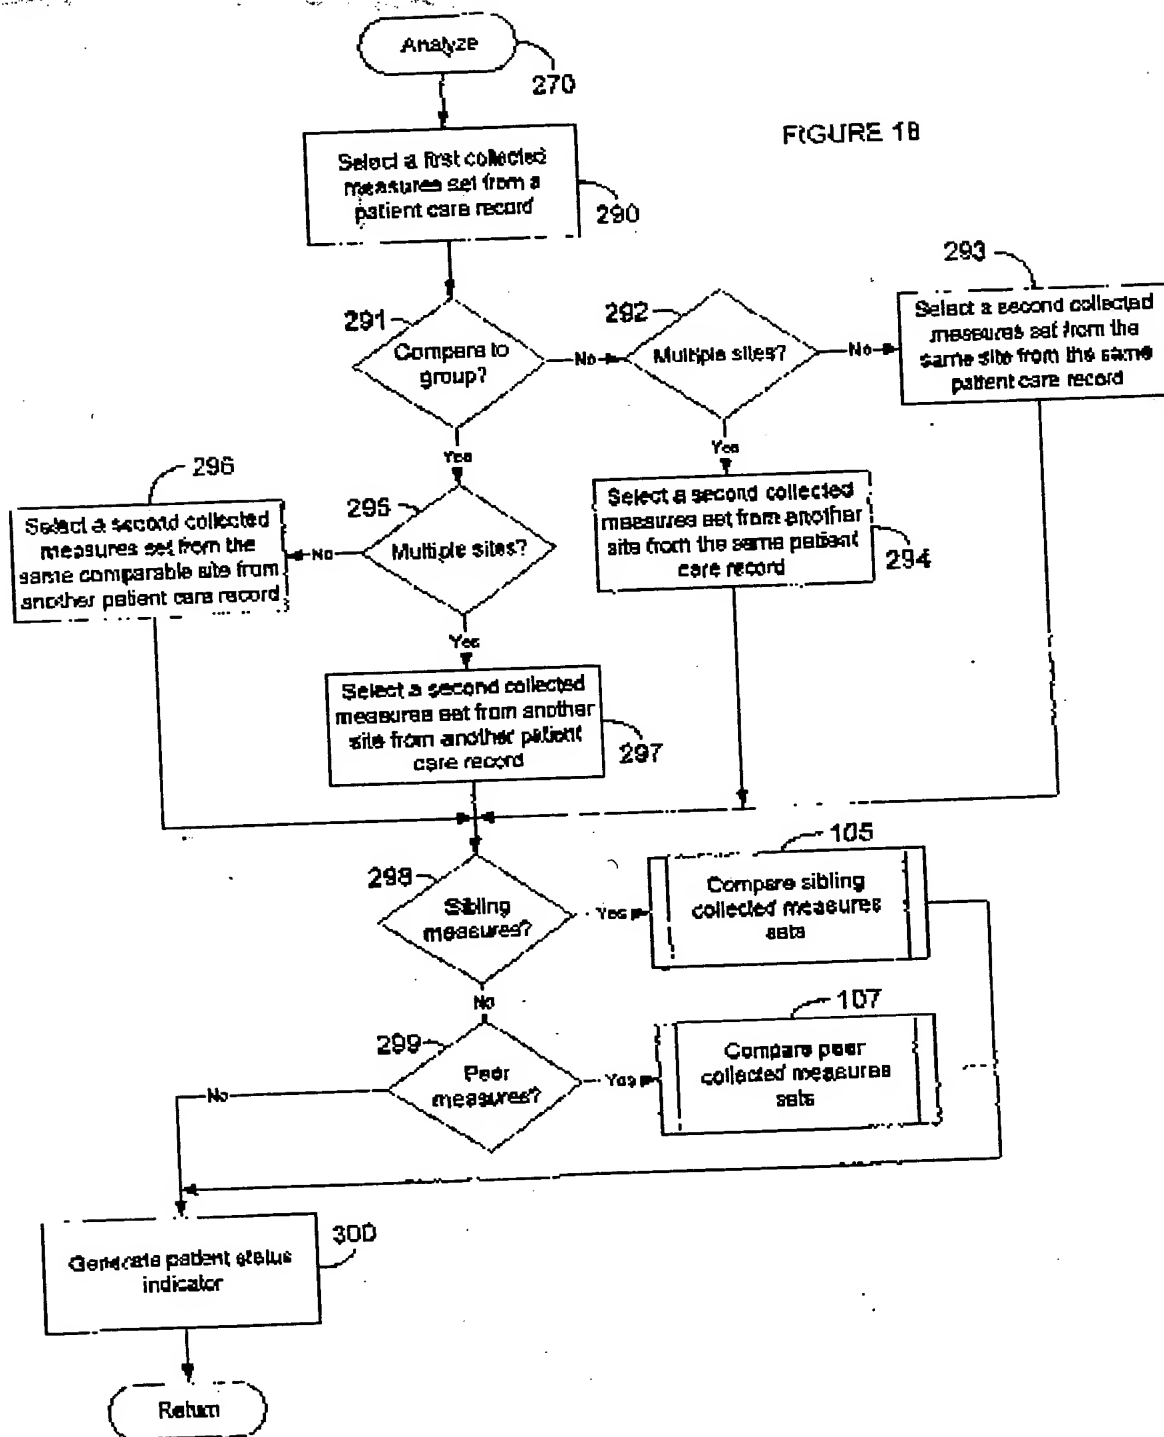 Analyze
270
FIGURE 18
Select a first collected
measures set from a
patient care record
290
293
291
Compare to
group?
No
292
Multiple sites?
No
Select a second collected
measures set from the
same site from the same
patient care record
Yes
Yes
296
Select a second collected
measures set from the
same comparable site from
another patient care record
No
295
Multiple sites?
Select a second collected
measures set from another
site from the same patient
care record
294
Yes
Select a second collected
measures set from another
site from another patient
care record
297
298
Sibling
measures?
Yes
105
Compare sibling
collected measures
sets
No
299
Peer
measures?
Yes
107
Compare peer
collected measures
sets
No
Generate patient status
indicator
300
Return